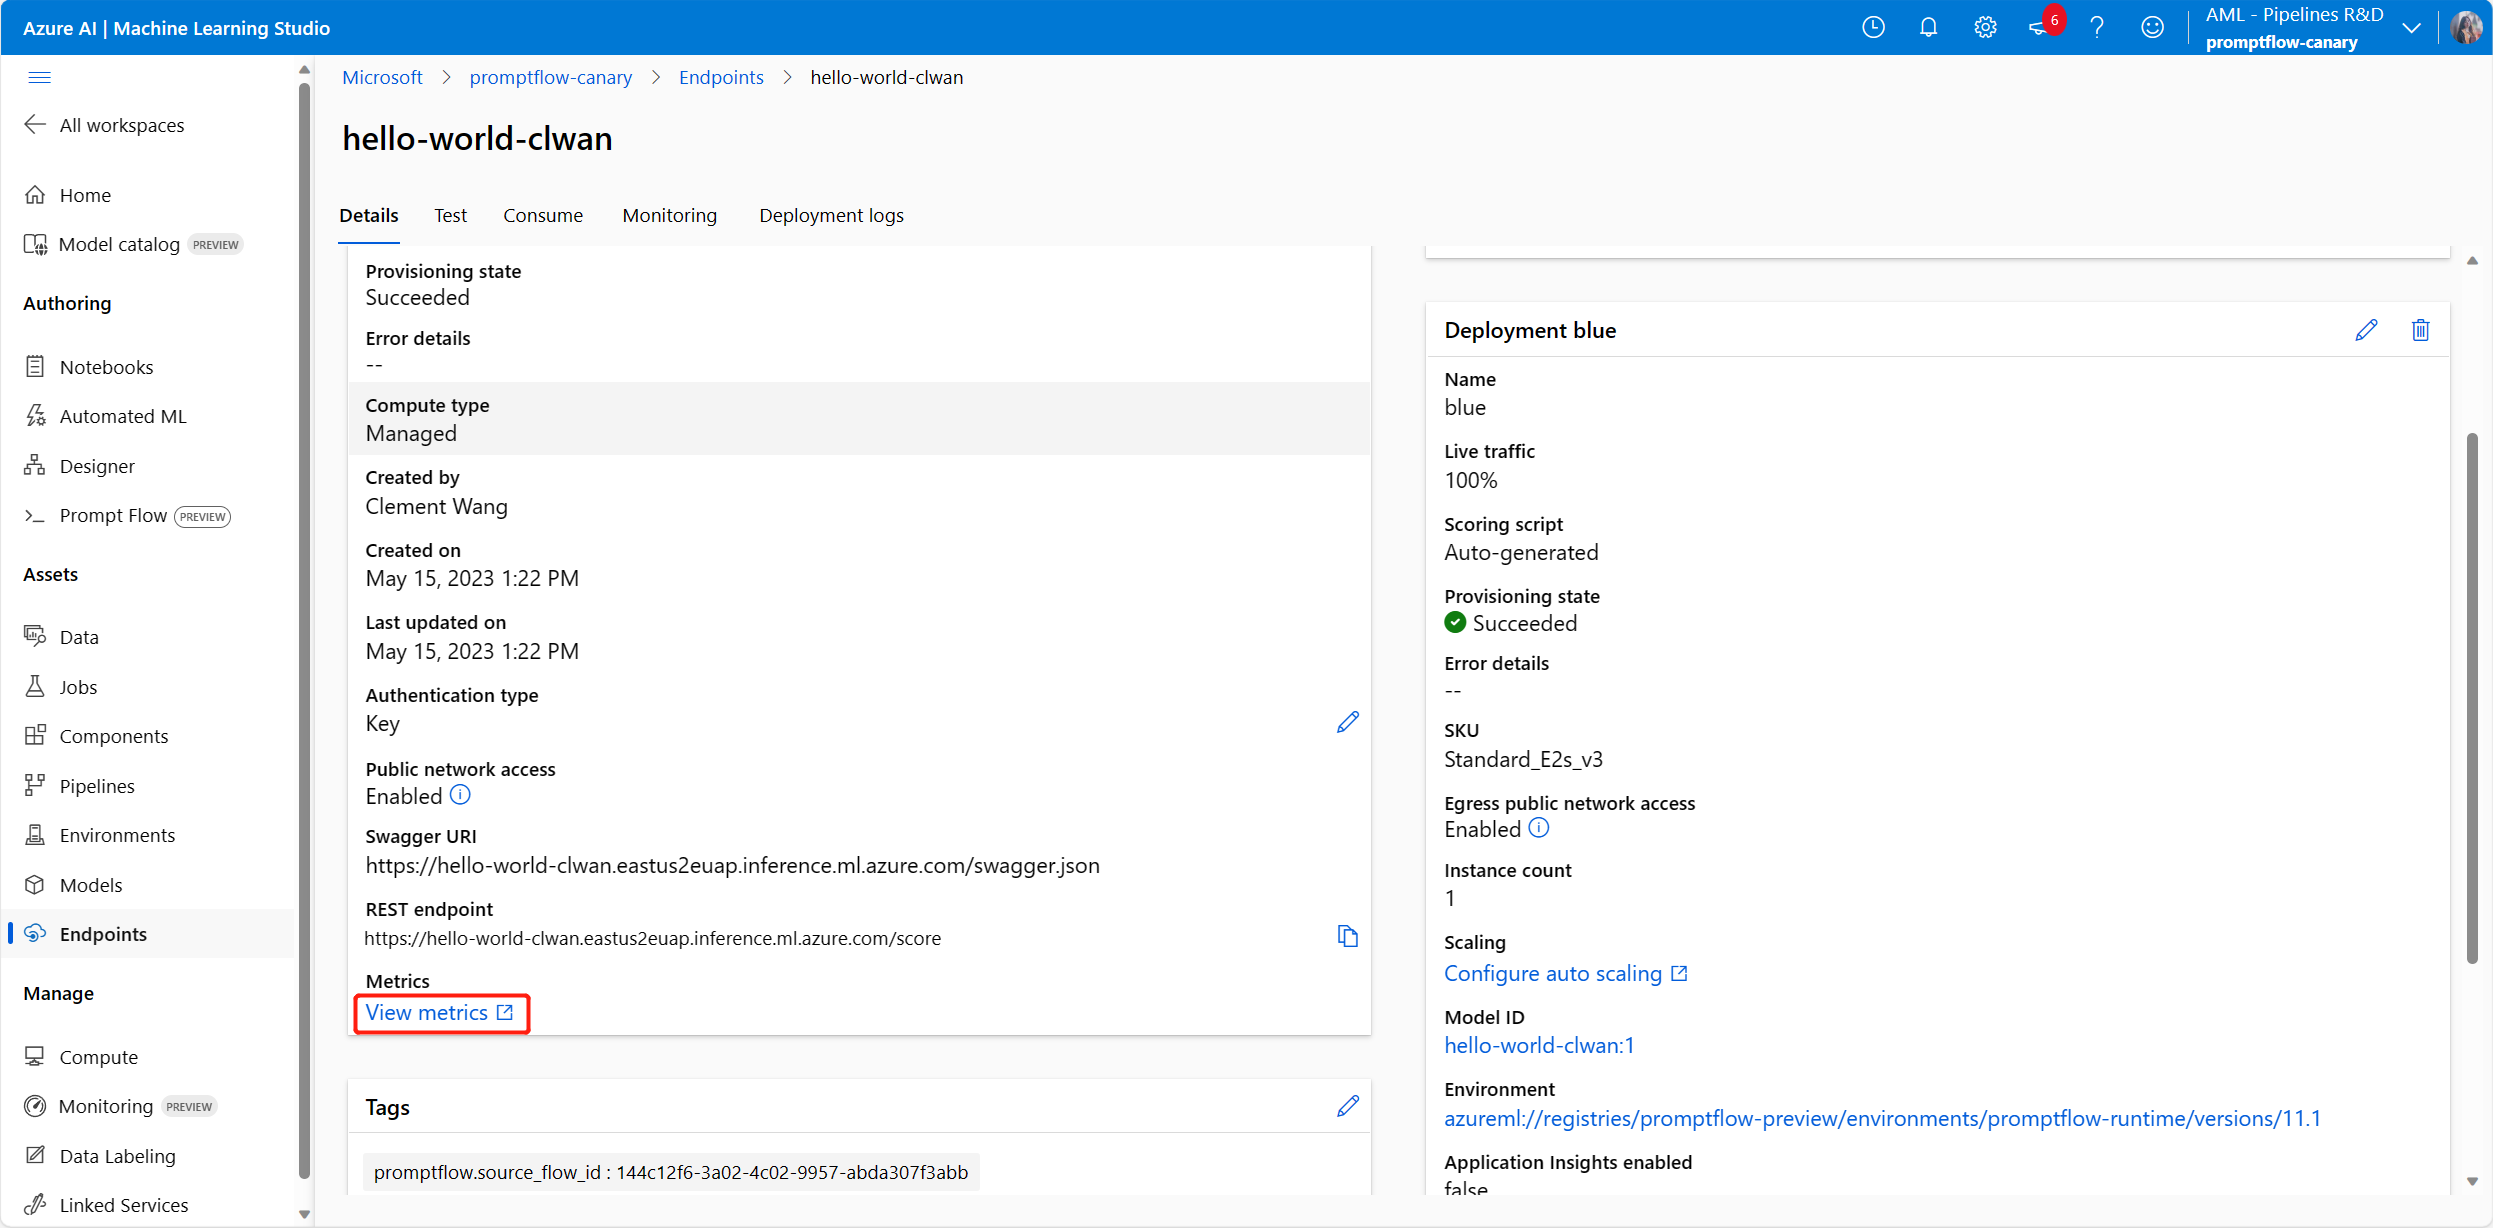 Azure AI | Machine Learning Studio
6
AML - Pipelines R&D
promptflow-canary
All workspaces
Home
Model catalog PREVIEW
Authoring
Notebooks
Automated ML
Designer
Prompt Flow PREVIEW
Assets
Data
Jobs
Components
Pipelines
Environments
Models
Endpoints
Manage
Compute
Monitoring PREVIEW
Data Labeling
Linked Services
Microsoft > promptflow-canary > Endpoints > hello-world-clwan
hello-world-clwan
Details Test Consume Monitoring Deployment logs
Provisioning state
Succeeded
Error details
--
Compute type
Managed
Created by
Clement Wang
Created on
May 15, 2023 1:22 PM
Last updated on
May 15, 2023 1:22 PM
Authentication type
Key
Public network access
Enabled
Swagger URI
https://hello-world-clwan.eastus2euap.inference.ml.azure.com/swagger.json
REST endpoint
https://hello-world-clwan.eastus2euap.inference.ml.azure.com/score
Metrics
View metrics
Tags
promptflow.source_flow_id : 144c12f6-3a02-4c02-9957-abda307f3abb
Deployment blue
Name
blue
Live traffic
100%
Scoring script
Auto-generated
Provisioning state
Succeeded
Error details
--
SKU
Standard_E2s_v3
Egress public network access
Enabled
Instance count
1
Scaling
Configure auto scaling
Model ID
hello-world-clwan:1
Environment
azureml://registries/promptflow-preview/environments/promptflow-runtime/versions/11.1
Application Insights enabled
false